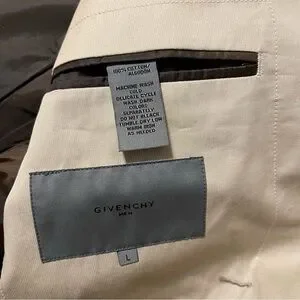 100% COTTON/
ALGODON
MACHINE WASH
COLD
DELICATE CYCLE
WASH DARK
COLORS
SEPARATELY
DO NOT BLEACH
TUMBLE DRY LOW
WARM IRON
AS NEEDED
GIVENCHY
MEN
L